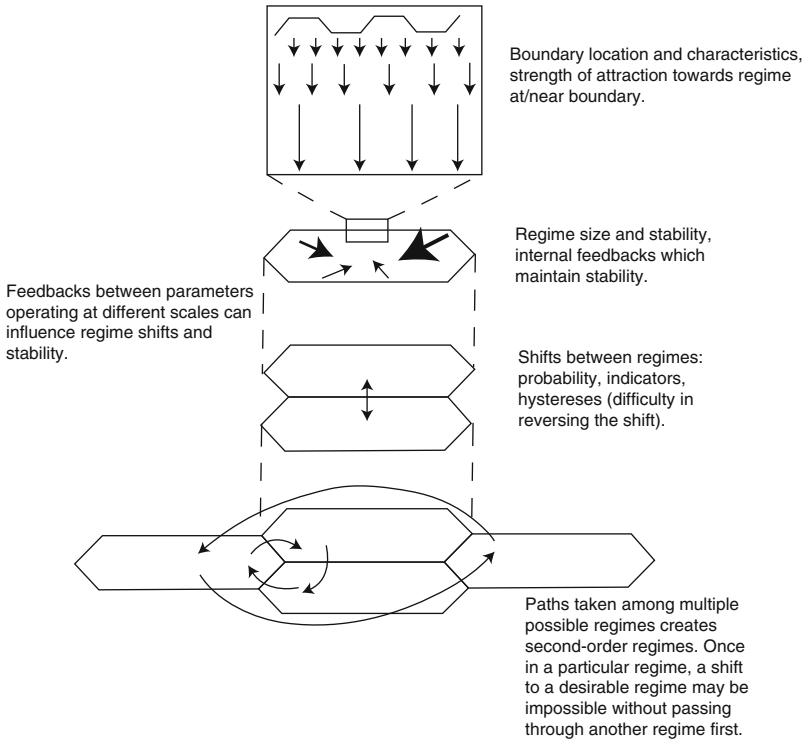 Boundary location and characteristics,
strength of attraction towards regime
at/near boundary.
Regime size and stability,
internal feedbacks which
maintain stability.
Feedbacks between parameters
operating at different scales can
influence regime shifts and
stability.
Shifts between regimes:
probability, indicators,
hystereses (difficulty in
reversing the shift).
Paths taken among multiple
possible regimes creates
second-order regimes. Once
in a particular regime, a shift
to a desirable regime may be
impossible without passing
through another regime first.